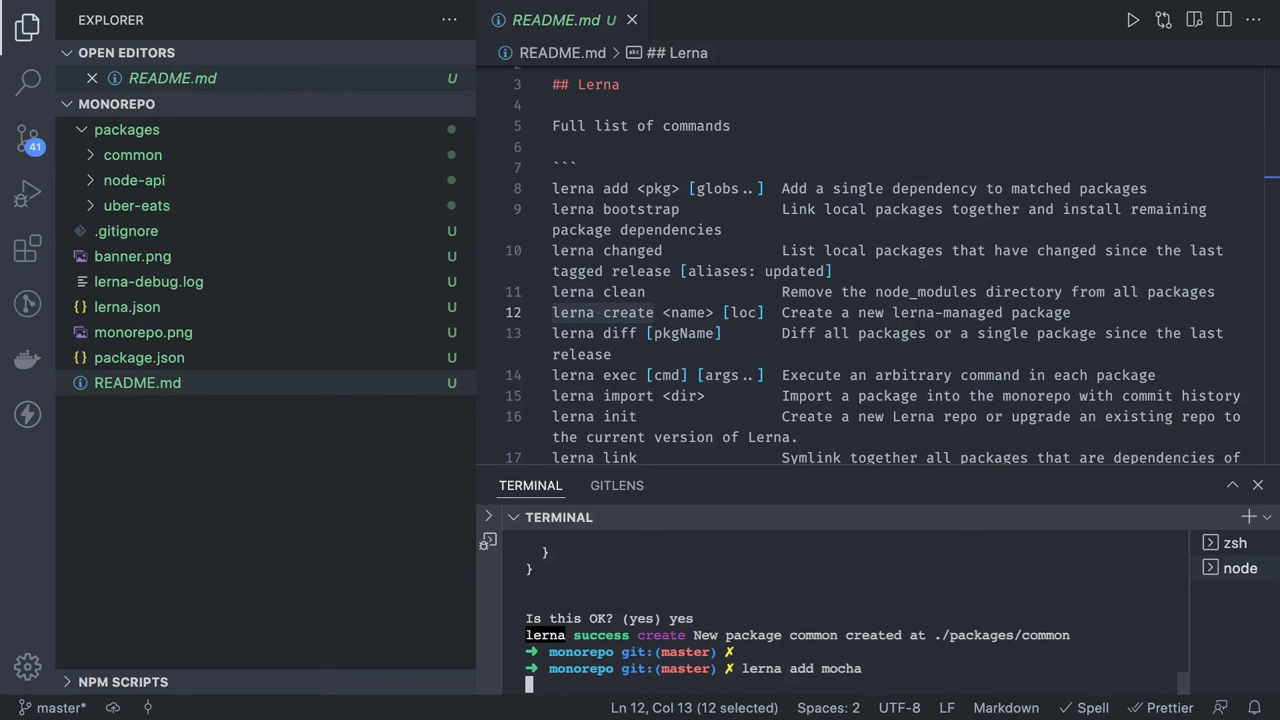 EXPLORER
OPEN EDITORS
README.md U
MONOREPO
packages
common
node-api
uber-eats
.gitignore U
banner.png U
lerna-debug.log U
lerna.json U
monorepo.png U
package.json U
README.md U
NPM SCRIPTS
41
README.md U
README.md > ## Lerna
2
3 ## Lerna
4
5 Full list of commands
6
7 ```
8 lerna add <pkg> [globs..] Add a single dependency to matched packages
9 lerna bootstrap Link local packages together and install remaining
package dependencies
10 lerna changed List local packages that have changed since the last
tagged release [aliases: updated]
11 lerna clean Remove the node_modules directory from all packages
12 lerna create <name> [loc] Create a new lerna-managed package
13 lerna diff [pkgName] Diff all packages or a single package since the last
release
14 lerna exec [cmd] [args..] Execute an arbitrary command in each package
15 lerna import <dir> Import a package into the monorepo with commit history
16 lerna init Create a new Lerna repo or upgrade an existing repo to
the current version of Lerna.
17 lerna link Symlink together all packages that are dependencies of
TERMINAL GITLENS
TERMINAL
}
}
Is this OK? (yes) yes
lerna success create New package common created at ./packages/common
➜ monorepo git:(master) ✗
➜ monorepo git:(master) ✗ lerna add mocha
zsh
node
master* Ln 12, Col 13 (12 selected) Spaces: 2 UTF-8 LF Markdown Spell Prettier